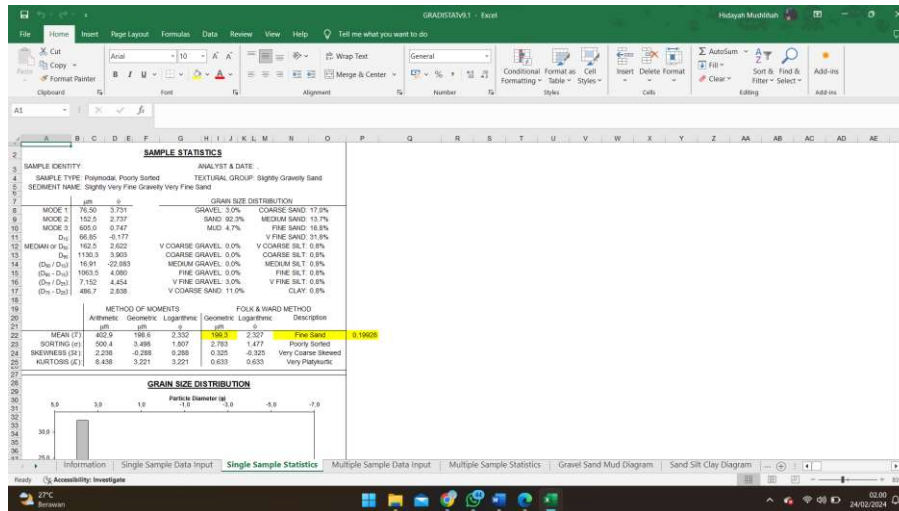 GRADISTATv9.1 - Excel
Hidayah Mushlihah
File Home Insert Page Layout Formulas Data Review View Help Tell me what you want to do
Cut
Copy
Format Painter
Paste
Arial 10
Wrap Text
Merge & Center
General
Conditional Formatting
Format as Table
Cell Styles
Insert Delete Format
AutoSum
Fill
Clear
Sort & Filter
Find & Select
Add-ins
Clipboard Font Alignment Number Styles Cells Editing Add-ins
A1
SAMPLE STATISTICS
SAMPLE IDENTITY: ANALYST & DATE: ,
SAMPLE TYPE: Polymodal, Poorly Sorted TEXTURAL GROUP: Slightly Gravelly Sand
SEDIMENT NAME: Slightly Very Fine Gravelly Very Fine Sand
µm ϕ GRAIN SIZE DISTRIBUTION
MODE 1: 76,50 3,731 GRAVEL: 3,0% COARSE SAND: 17,9%
MODE 2: 152,5 2,737 SAND: 92,3% MEDIUM SAND: 13,7%
MODE 3: 605,0 0,747 MUD: 4,7% FINE SAND: 18,8%
D10: 66,85 -0,177 V FINE SAND: 31,8%
MEDIAN or D50: 162,5 2,622 V COARSE GRAVEL: 0,0% V COARSE SILT: 0,8%
D90: 1130,3 3,903 COARSE GRAVEL: 0,0% COARSE SILT: 0,8%
(D90 / D10): 16,91 -22,083 MEDIUM GRAVEL: 0,0% MEDIUM SILT: 0,8%
(D90 - D10): 1063,5 4,080 FINE GRAVEL: 0,0% FINE SILT: 0,8%
(D75 / D25): 7,152 4,454 V FINE GRAVEL: 3,0% V FINE SILT: 0,8%
(D75 - D25): 486,7 2,838 V COARSE SAND: 11,0% CLAY: 0,8%
METHOD OF MOMENTS FOLK & WARD METHOD
Arithmetic Geometric Logarithmic Geometric Logarithmic Description
µm µm ϕ µm ϕ
MEAN 402,9 198,6 2,332 199,3 2,327 Fine Sand 0,19928
SORTING (σ): 500,4 3,498 1,807 2,783 1,477 Poorly Sorted
SKEWNESS (Sk): 2,238 -0,288 0,288 0,325 -0,325 Very Coarse Skewed
KURTOSIS (K): 8,438 3,221 3,221 0,633 0,633 Very Platykurtic
GRAIN SIZE DISTRIBUTION
Particle Diameter (ϕ)
5,0 3,0 1,0 -1,0 -3,0 -5,0 -7,0
30,0
25,0
Information Single Sample Data Input Single Sample Statistics Multiple Sample Data Input Multiple Sample Statistics Gravel Sand Mud Diagram Sand Silt Clay Diagram ...
Ready Accessibility: Investigate
27°C
Berawan
02.00
24/02/2024